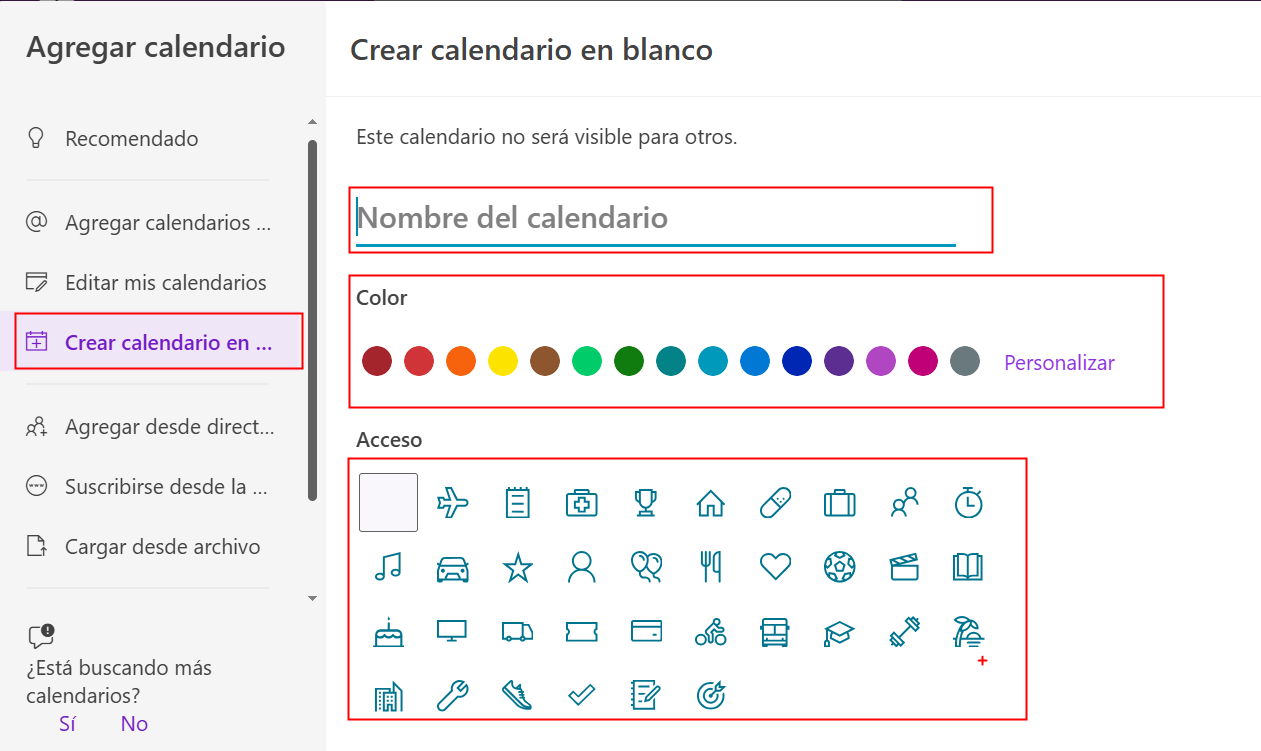 Agregar calendario
Recomendado
@ Agregar calendarios ...
Editar mis calendarios
Crear calendario en ...
Agregar desde direct...
Suscribirse desde la ...
Cargar desde archivo
¿Está buscando más
calendarios?
Sí No
Crear calendario en blanco
Este calendario no será visible para otros.
Nombre del calendario
Color
Personalizar
Acceso